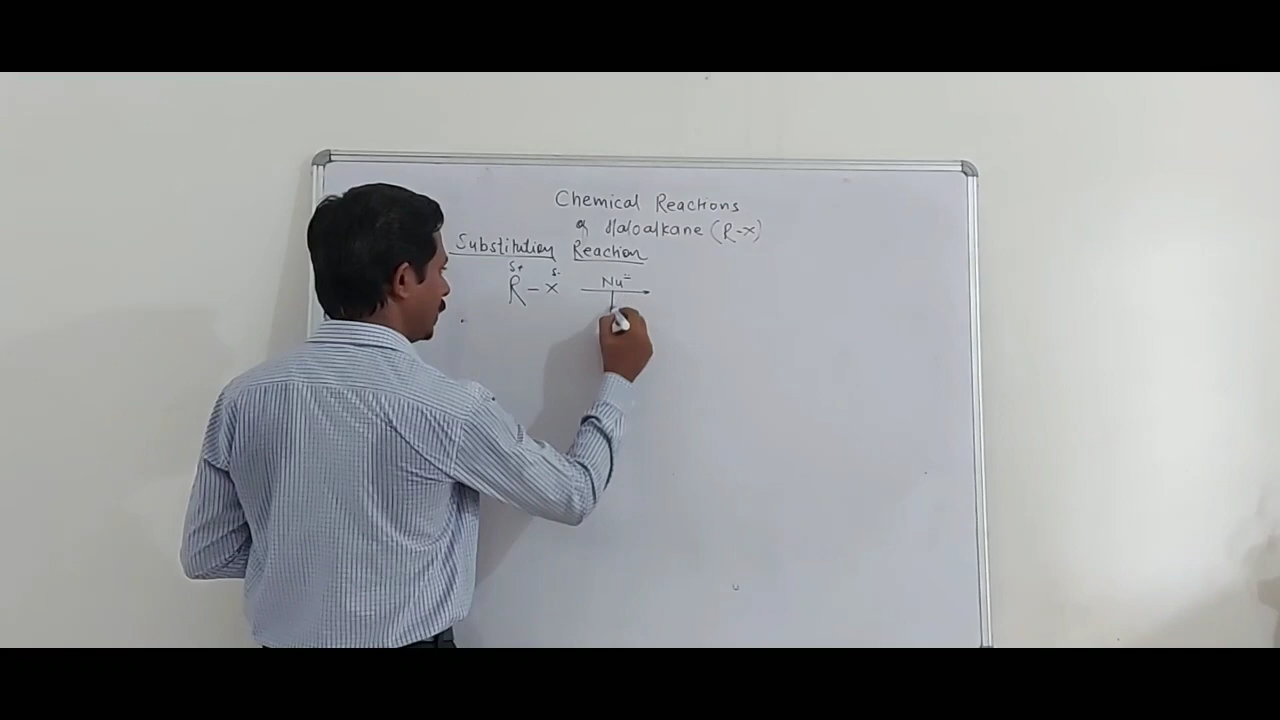 Chemical Reactions
of Haloalkane (R-X)
Substitution Reaction
δ+ δ-
R-X Nu⁻